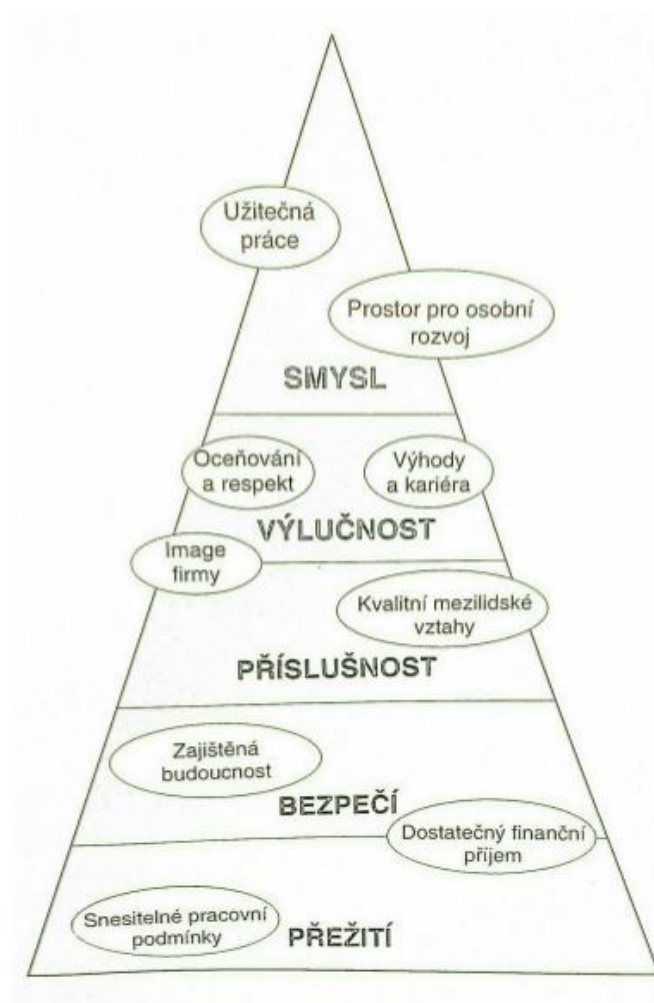 Užitečná
práce
Prostor pro osobní
rozvoj
SMYSL
Oceňování
a respekt
Výhody
a kariéra
VÝLUČNOST
Image
firmy
Kvalitní mezilidské
vztahy
PŘÍSLUŠNOST
Zajištěná
budoucnost
BEZPEČÍ
Dostatečný finanční
příjem
Snesitelné pracovní
podmínky
PŘEŽITÍ